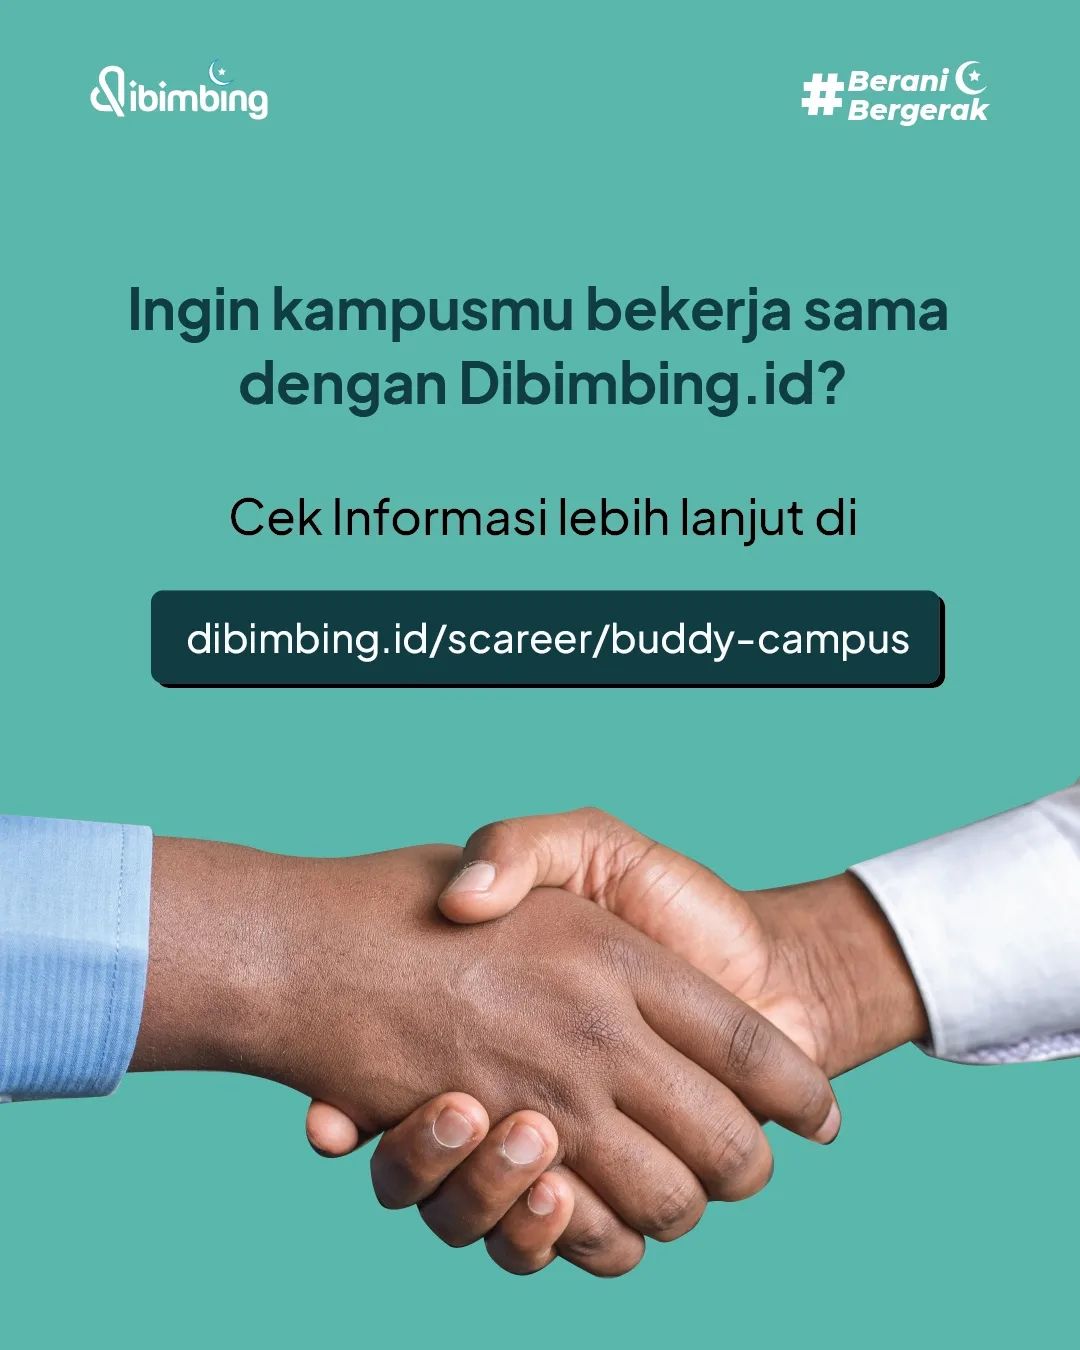 Dibimbing
#Berani
Bergerak
Ingin kampusmu bekerja sama
dengan Dibimbing.id?
Cek Informasi lebih lanjut di
dibimbing.id/scareer/buddy-campus